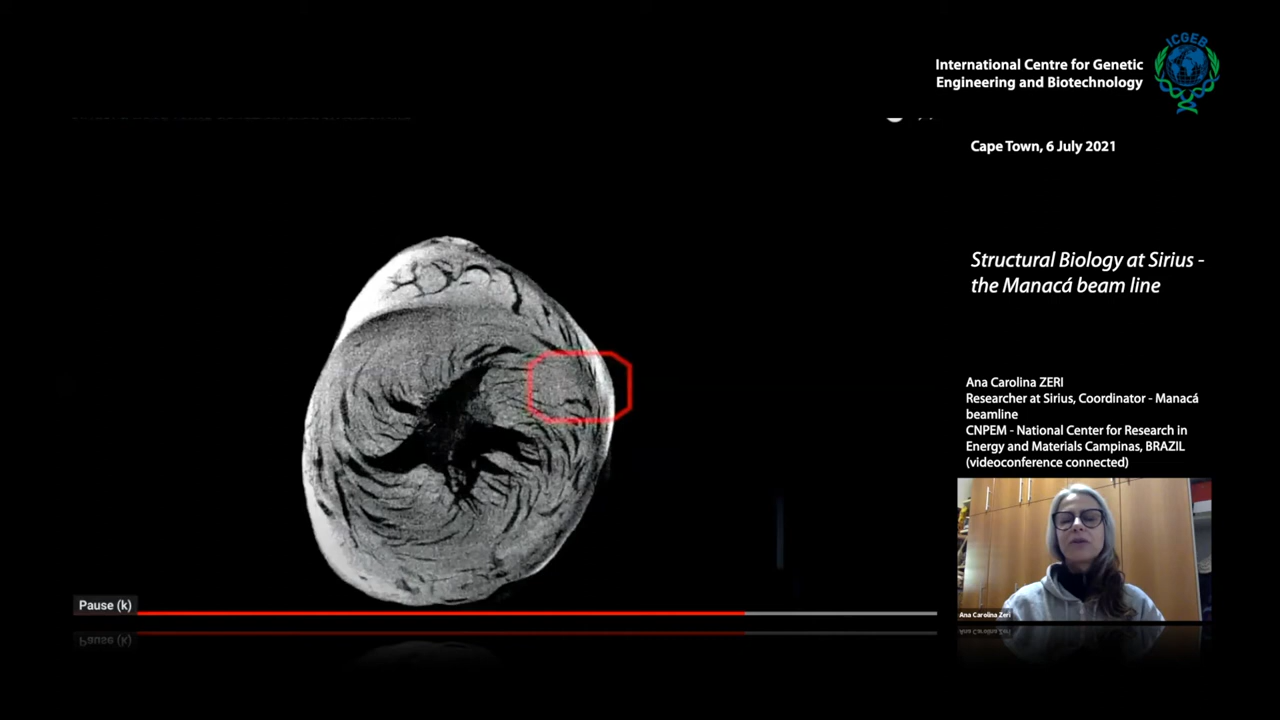 ICGEB
International Centre for Genetic
Engineering and Biotechnology
Cape Town, 6 July 2021
Structural Biology at Sirius -
the Manacá beam line
Ana Carolina ZERI
Researcher at Sirius, Coordinator - Manacá
beamline
CNPEM - National Center for Research in
Energy and Materials Campinas, BRAZIL
(videoconference connected)
Pause (k)
Ana Carolina Zeri